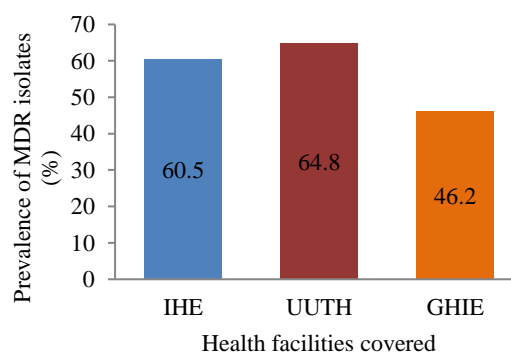 Prevalence of MDR isolates
(%)
70
60
50
40
30
20
10
0
60.5
64.8
46.2
IHE
UUTH
GHIE
Health facilities covered